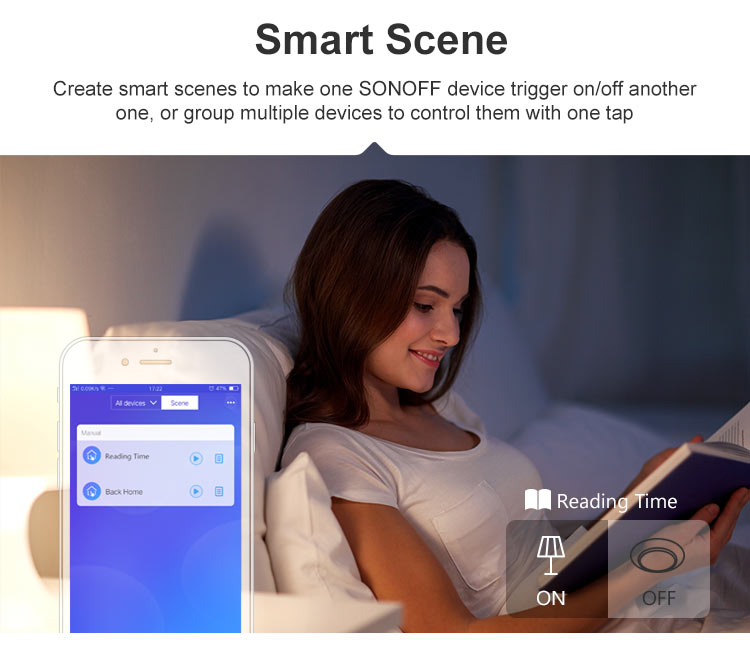 Smart Scene
Create smart scenes to make one SONOFF device trigger on/off another
one, or group multiple devices to control them with one tap
17:22
47%
All devices
Scene
Manual
Reading Time
Back Home
Reading Time
ON
OFF